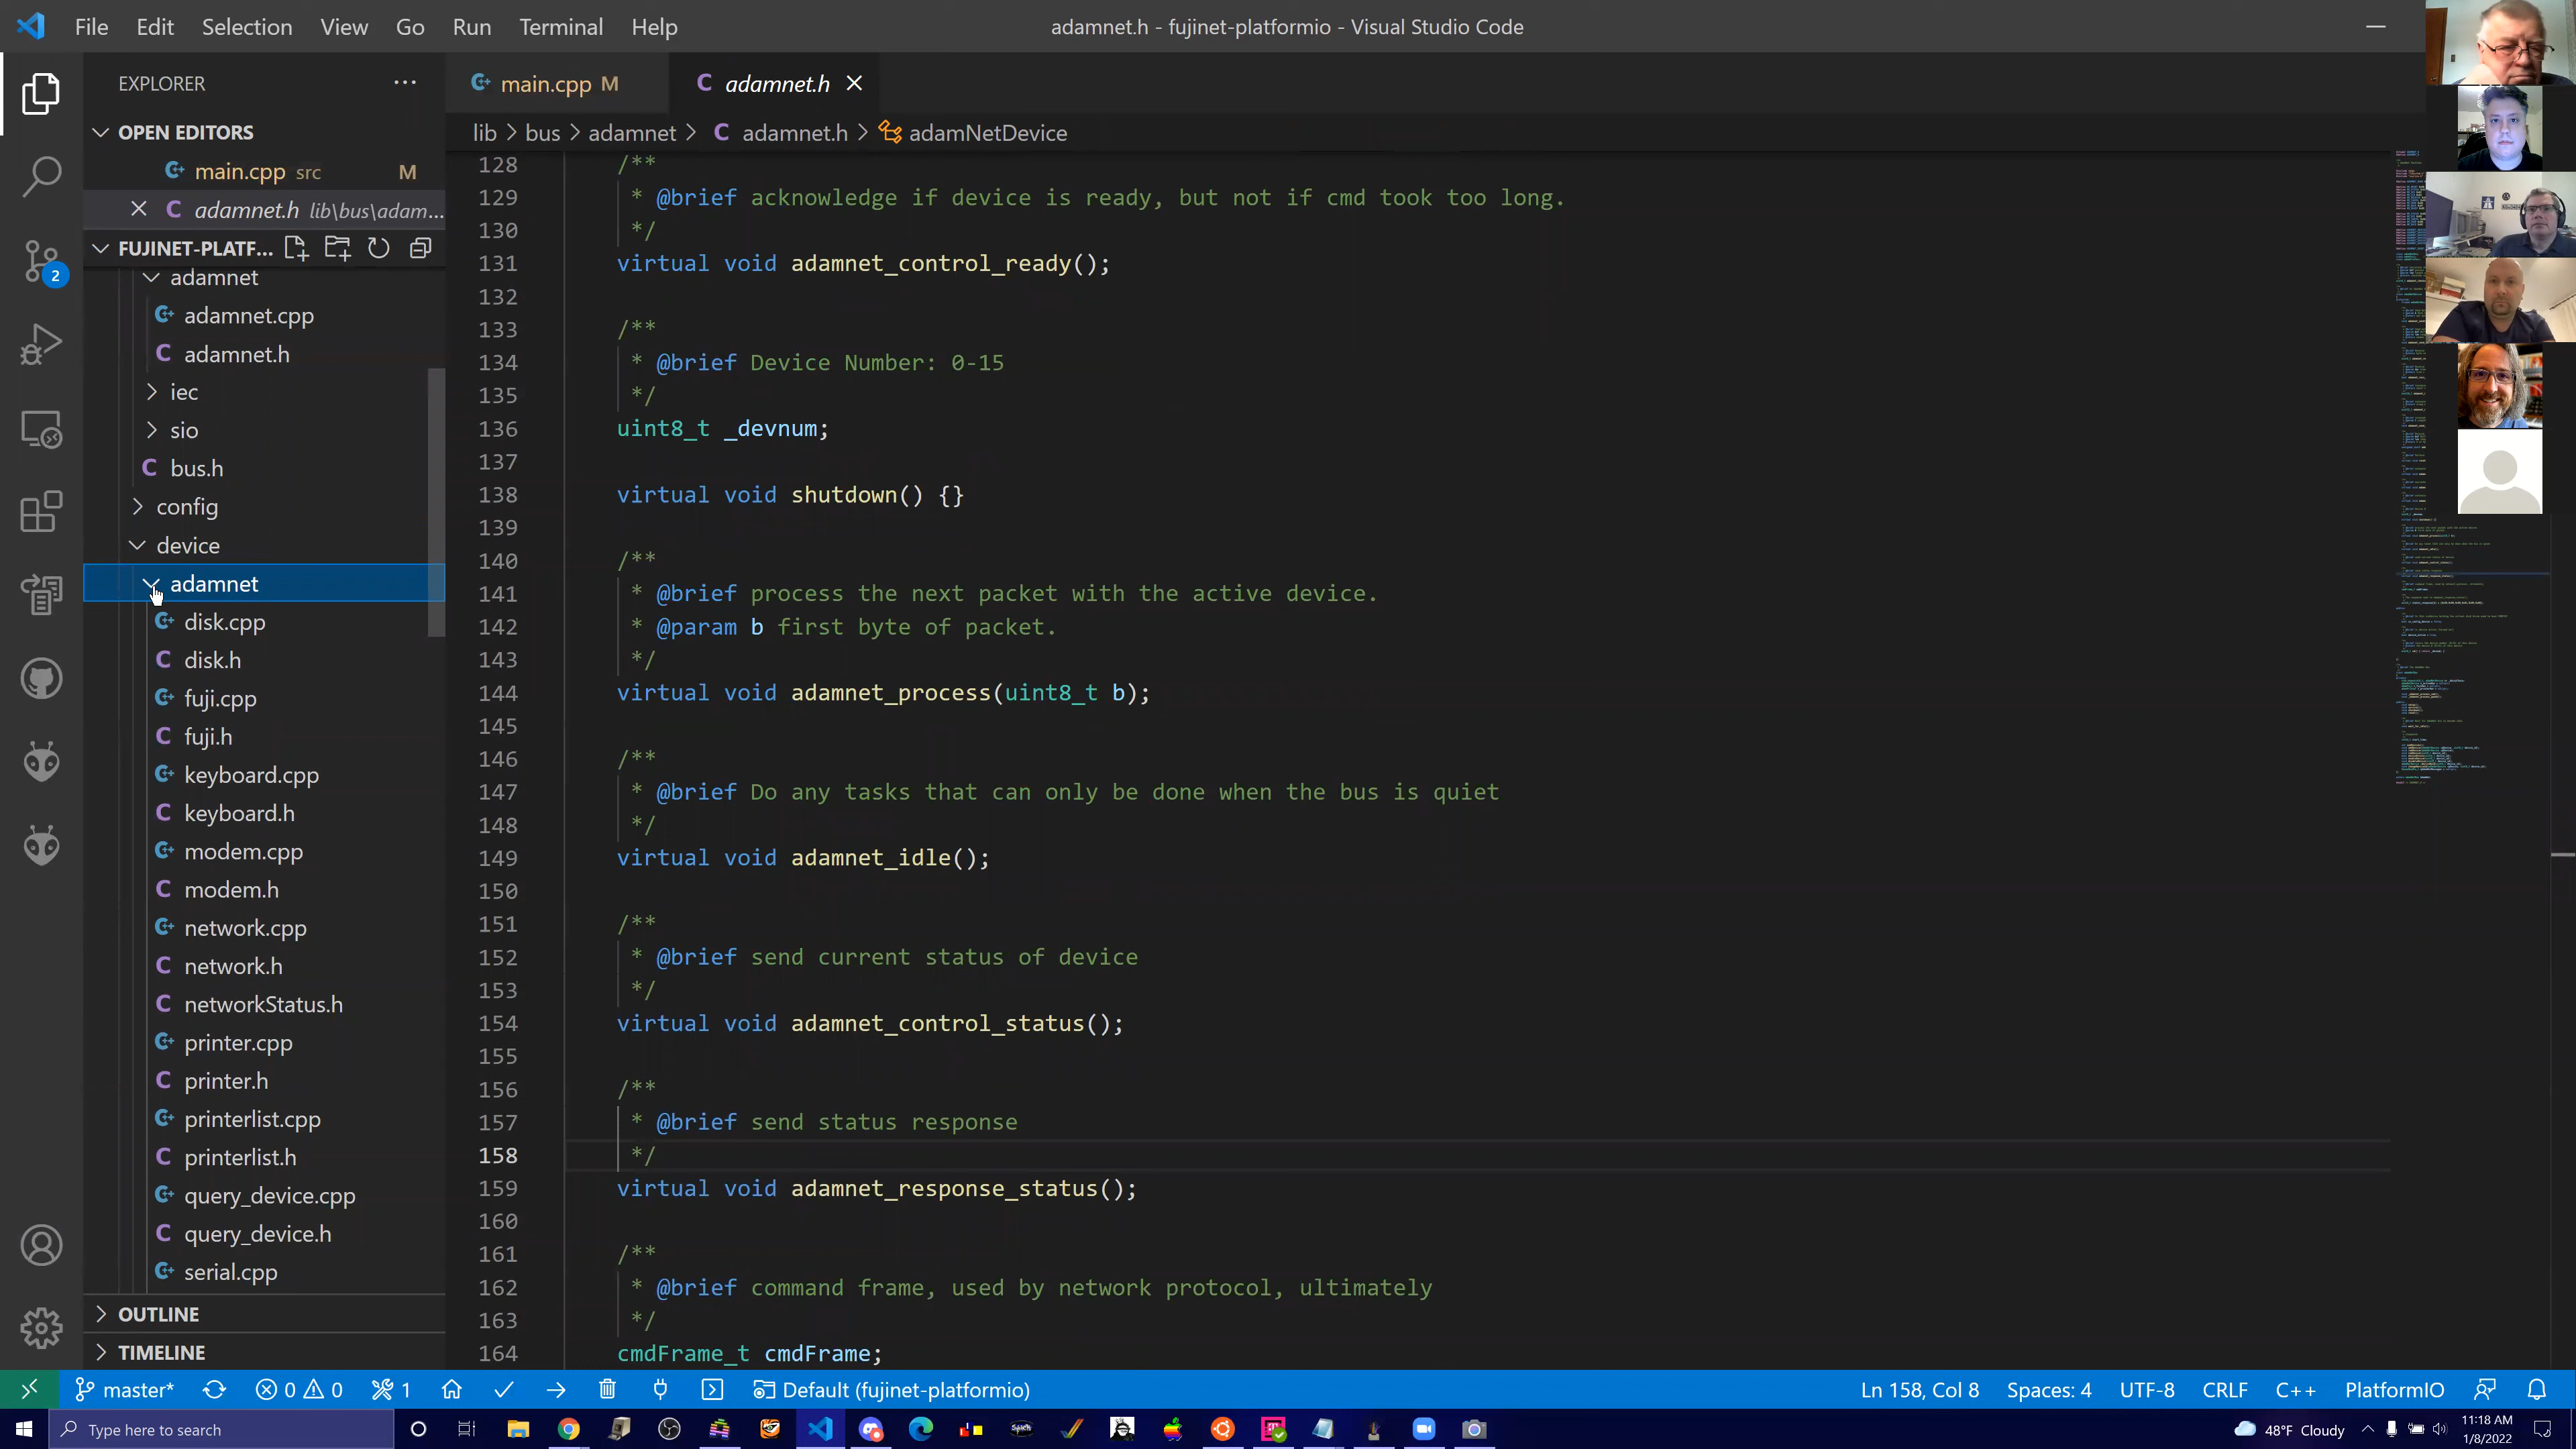 File Edit Selection View Go Run Terminal Help
adamnet.h - fujinet-platformio - Visual Studio Code
EXPLORER
OPEN EDITORS
main.cpp src M
adamnet.h lib\bus\adam...
FUJINET-PLATF...
adamnet
adamnet.cpp
adamnet.h
iec
sio
bus.h
config
device
adamnet
disk.cpp
disk.h
fuji.cpp
fuji.h
keyboard.cpp
keyboard.h
modem.cpp
modem.h
network.cpp
network.h
networkStatus.h
printer.cpp
printer.h
printerlist.cpp
printerlist.h
query_device.cpp
query_device.h
serial.cpp
OUTLINE
TIMELINE
2
main.cpp M
adamnet.h
lib > bus > adamnet > C adamnet.h > adamNetDevice
128 /**
129 * @brief acknowledge if device is ready, but not if cmd took too long.
130 */
131 virtual void adamnet_control_ready();
132
133 /**
134 * @brief Device Number: 0-15
135 */
136 uint8_t _devnum;
137
138 virtual void shutdown() {}
139
140 /**
141 * @brief process the next packet with the active device.
142 * @param b first byte of packet.
143 */
144 virtual void adamnet_process(uint8_t b);
145
146 /**
147 * @brief Do any tasks that can only be done when the bus is quiet
148 */
149 virtual void adamnet_idle();
150
151 /**
152 * @brief send current status of device
153 */
154 virtual void adamnet_control_status();
155
156 /**
157 * @brief send status response
158 */
159 virtual void adamnet_response_status();
160
161 /**
162 * @brief command frame, used by network protocol, ultimately
163 */
164 cmdFrame_t cmdFrame;
master* 0 0 1 Default (fujinet-platformio) Ln 158, Col 8 Spaces: 4 UTF-8 CRLF C++ PlatformIO
Type here to search
48°F Cloudy
11:18 AM
1/8/2022